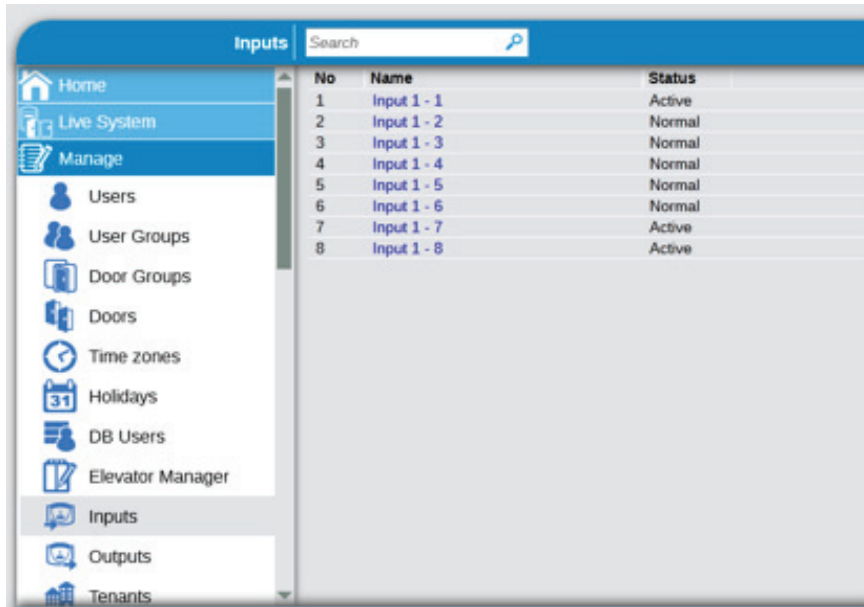 Inputs Search
Home
Live System
Manage
Users
User Groups
Door Groups
Doors
Time zones
31
Holidays
DB Users
Elevator Manager
Inputs
Outputs
Tenants
No Name Status
1 Input 1 - 1 Active
2 Input 1 - 2 Normal
3 Input 1 - 3 Normal
4 Input 1 - 4 Normal
5 Input 1 - 5 Normal
6 Input 1 - 6 Normal
7 Input 1 - 7 Active
8 Input 1 - 8 Active